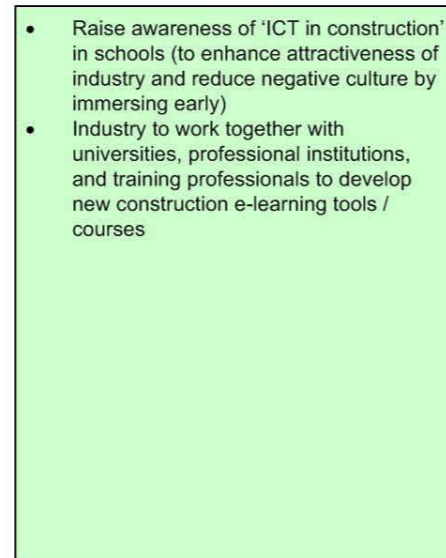 • Raise awareness of ‘ICT in construction’
in schools (to enhance attractiveness of
industry and reduce negative culture by
immersing early)
• Industry to work together with
universities, professional institutions,
and training professionals to develop
new construction e-learning tools /
courses